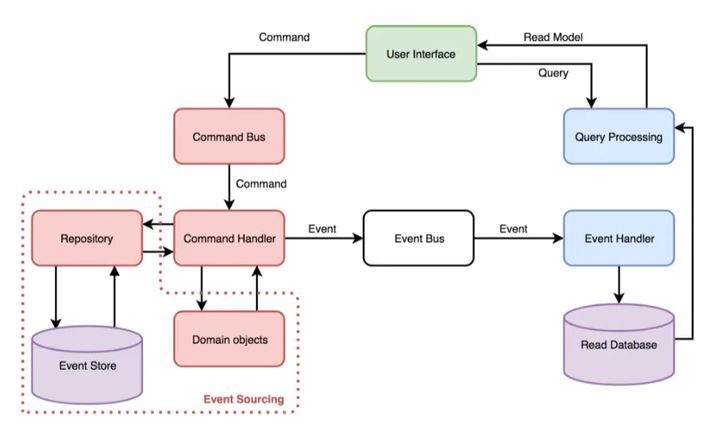 Command
User Interface
Read Model
Query
Command Bus
Query Processing
Command
Repository
Command Handler
Event
Event Bus
Event
Event Handler
Event Store
Domain objects
Read Database
Event Sourcing